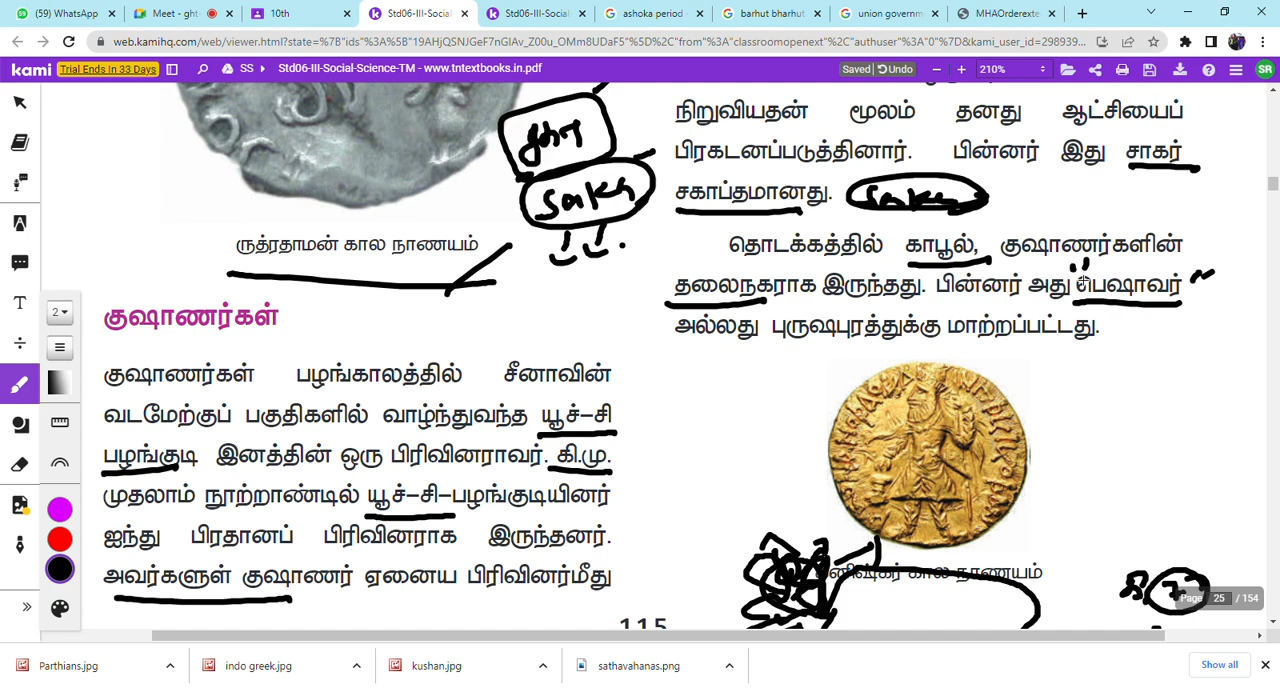 (59) WhatsApp
Meet - ght-
10th
Std06-III-Social-
Std06-III-Social-S
ashoka period -
barhut bharhut
union governm
MHAOrderexte
web.kamihq.com/web/viewer.html?state=%7B"ids"%3A%5B"19AHjQSNJGeF7nGIAv_Z00u_OMm8UDaF5"%5D%2C"from"%3A"classroomopenext"%2C"authuser"%3A"0"%7D&kami_user_id=298939...
kami
Trial Ends In 33 Days
SS
Std06-III-Social-Science-TM - www.tntextbooks.in.pdf
Saved
Undo
210%
SR
ருத்ரதாமன் கால நாணயம்
குஷாணர்கள்
குஷாணர்கள் பழங்காலத்தில் சீனாவின்
வடமேற்குப் பகுதிகளில் வாழ்ந்துவந்த யூச்-சி
பழங்குடி இனத்தின் ஒரு பிரிவினராவர். கி.மு.
முதலாம் நூற்றாண்டில் யூச்-சி-பழங்குடியினர்
ஐந்து பிரதானப் பிரிவினராக இருந்தனர்.
அவர்களுள் குஷாணர் ஏனைய பிரிவினர்மீது
நிறுவியதன் மூலம் தனது ஆட்சியைப்
பிரகடனப்படுத்தினார். பின்னர் இது சாகர்
சகாப்தமானது.
தொடக்கத்தில் காபூல், குஷாணர்களின்
தலைநகராக இருந்தது. பின்னர் அது பெஷாவர்
அல்லது புருஷபுரத்துக்கு மாற்றப்பட்டது.
கால நாணயம்
115
Page 25 / 154
2
T
Parthians.jpg
indo greek.jpg
kushan.jpg
sathavahanas.png
Show all